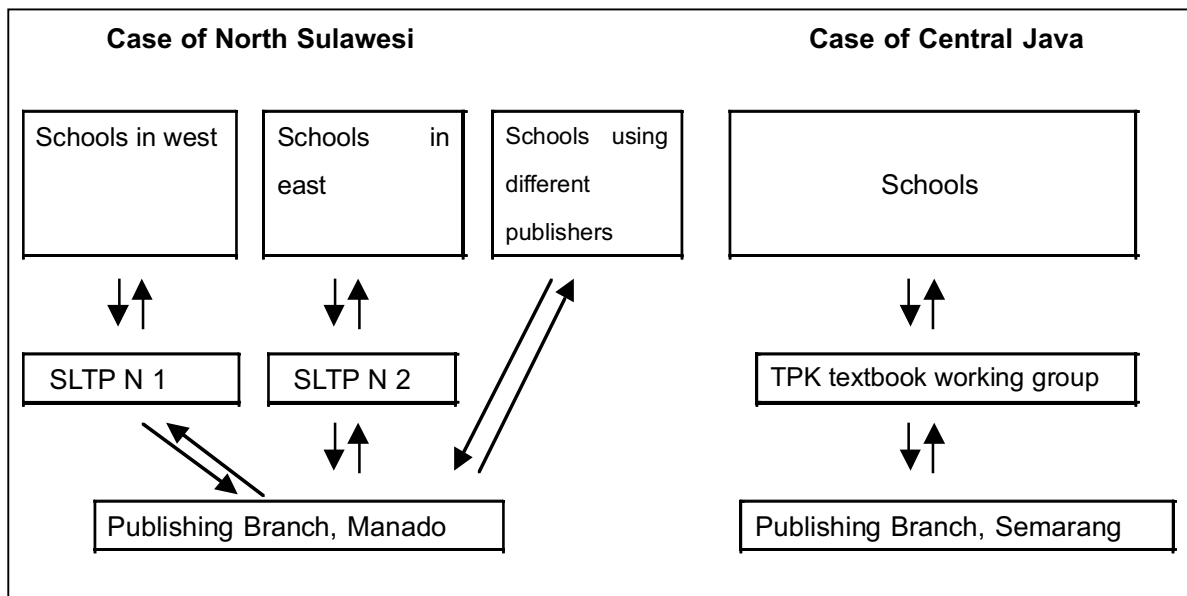 Case of North Sulawesi
Case of Central Java
Schools in west
Schools in
east
Schools using
different
publishers
Schools
SLTP N 1
SLTP N 2
TPK textbook working group
Publishing Branch, Manado
Publishing Branch, Semarang